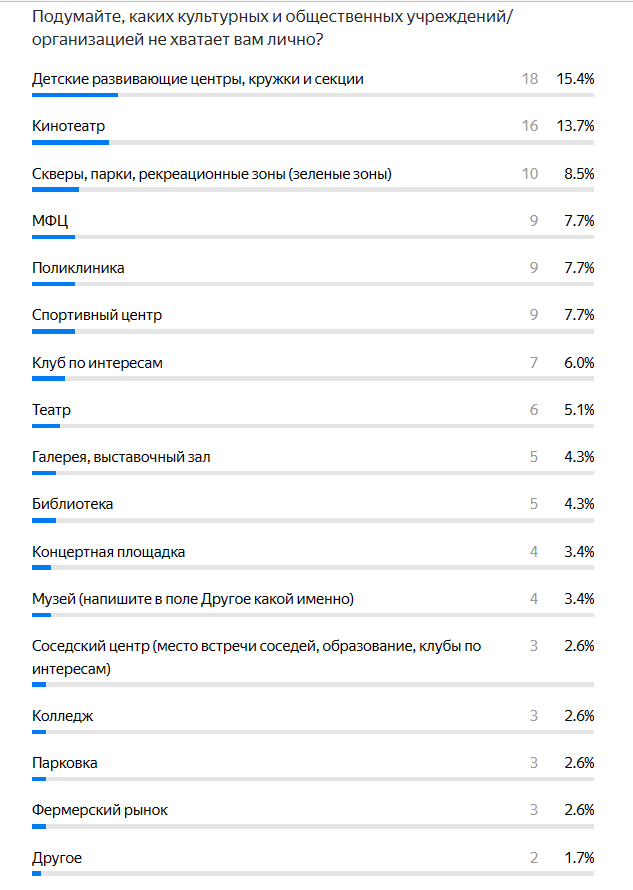 Подумайте, каких культурных и общественных учреждений/
организацией не хватает вам лично?
Детские развивающие центры, кружки и секции 18 15.4%
Кинотеатр 16 13.7%
Скверы, парки, рекреационные зоны (зеленые зоны) 10 8.5%
МФЦ 9 7.7%
Поликлиника 9 7.7%
Спортивный центр 9 7.7%
Клуб по интересам 7 6.0%
Театр 6 5.1%
Галерея, выставочный зал 5 4.3%
Библиотека 5 4.3%
Концертная площадка 4 3.4%
Музей (напишите в поле Другое какой именно) 4 3.4%
Соседский центр (место встречи соседей, образование, клубы по 3 2.6%
интересам)
Колледж 3 2.6%
Парковка 3 2.6%
Фермерский рынок 3 2.6%
Другое 2 1.7%